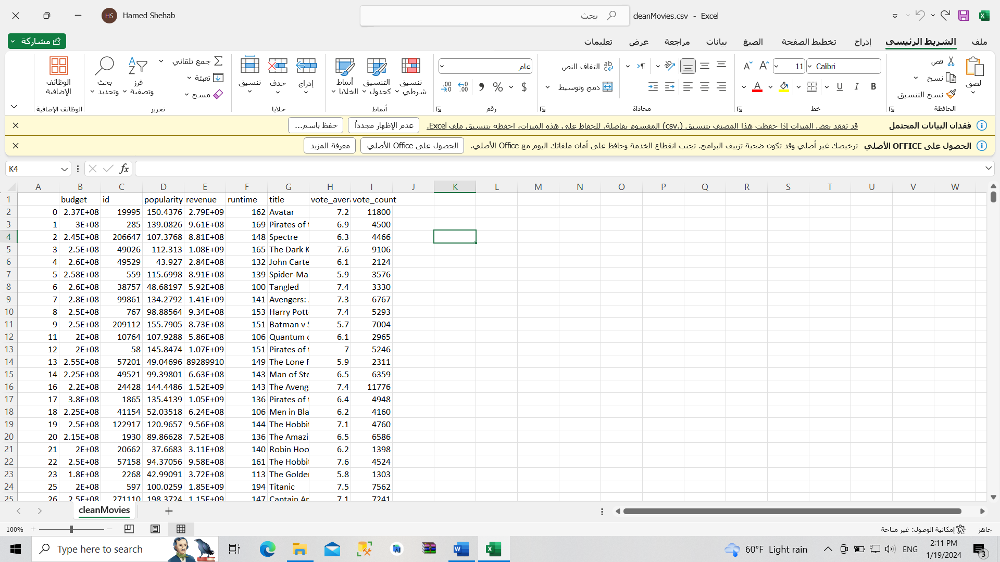 HS Hamed Shehab
بحث
cleanMovies.csv - Excel
ملف الشريط الرئيسي إدراج تخطيط الصفحة الصيغ بيانات مراجعة عرض تعليمات
مشاركة
لصق
قص
نسخ
نسخ التنسيق
الحافظة
Calibri 11
B I U
خط
التفاف النص
دمج وتوسيط
محاذاة
عام
رقم
تنسيق شرطي
التنسيق كجدول
أنماط الخلايا
أنماط
إدراج حذف تنسيق
خلايا
جمع تلقائي
تعبئة
مسح
فرز وتصفية
بحث وتحديد
تحرير
الوظائف الإضافية
الوظائف الإضافية
فقدان البيانات المحتمل قد تفقد بعض الميزات إذا حفظت هذا المصنف بتنسيق (.csv) المقسوم بفاصلة. للحفاظ على هذه الميزات، احفظه بتنسيق ملف Excel. عدم الإظهار مجدداً حفظ باسم...
الحصول على OFFICE الأصلي ترخيصك غير أصلي وقد تكون ضحية تزييف البرامج. تجنب انقطاع الخدمة وحافظ على أمان ملفاتك اليوم مع Office الأصلي. الحصول على Office الأصلي معرفة المزيد
K4 fx
A B C D E F G H I J K L M N O P Q R S T U V W
1 budget id popularity revenue runtime title vote_avera vote_count
2 0 2.37E+08 19995 150.4376 2.79E+09 162 Avatar 7.2 11800
3 1 3E+08 285 139.0826 9.61E+08 169 Pirates of 6.9 4500
4 2 2.45E+08 206647 107.3768 8.81E+08 148 Spectre 6.3 4466
5 3 2.5E+08 49026 112.313 1.08E+09 165 The Dark K 7.6 9106
6 4 2.6E+08 49529 43.927 2.84E+08 132 John Carte 6.1 2124
7 5 2.58E+08 559 115.6998 8.91E+08 139 Spider-Ma 5.9 3576
8 6 2.6E+08 38757 48.68197 5.92E+08 100 Tangled 7.4 3330
9 7 2.8E+08 99861 134.2792 1.41E+09 141 Avengers: 7.3 6767
10 8 2.5E+08 767 98.88564 9.34E+08 153 Harry Pott 7.4 5293
11 9 2.5E+08 209112 155.7905 8.73E+08 151 Batman v S 5.7 7004
12 11 2E+08 10764 107.9288 5.86E+08 106 Quantum o 6.1 2965
13 12 2E+08 58 145.8474 1.07E+09 151 Pirates of 7 5246
14 13 2.55E+08 57201 49.04696 89289910 149 The Lone R 5.9 2311
15 14 2.25E+08 49521 99.39801 6.63E+08 143 Man of Ste 6.5 6359
16 16 2.2E+08 24428 144.4486 1.52E+09 143 The Aveng 7.4 11776
17 17 3.8E+08 1865 135.4139 1.05E+09 136 Pirates of 6.4 4948
18 18 2.25E+08 41154 52.03518 6.24E+08 106 Men in Bla 6.2 4160
19 19 2.5E+08 122917 120.9657 9.56E+08 144 The Hobbit 7.1 4760
20 20 2.15E+08 1930 89.86628 7.52E+08 136 The Amazi 6.5 6586
21 21 2E+08 20662 37.6683 3.11E+08 140 Robin Hoo 6.2 1398
22 22 2.5E+08 57158 94.37056 9.58E+08 161 The Hobbit 7.6 4524
23 23 1.8E+08 2268 42.99091 3.72E+08 113 The Golde 5.8 1303
24 25 2E+08 597 100.0259 1.85E+09 194 Titanic 7.5 7562
25 26 2.5E+08 271110 198.3724 1.15E+09 147 Captain Am 7.1 7241
cleanMovies
100%
إمكانية الوصول: غير متاحة
جاهز
Type here to search
60°F Light rain
ENG
2:11 PM
1/19/2024
3